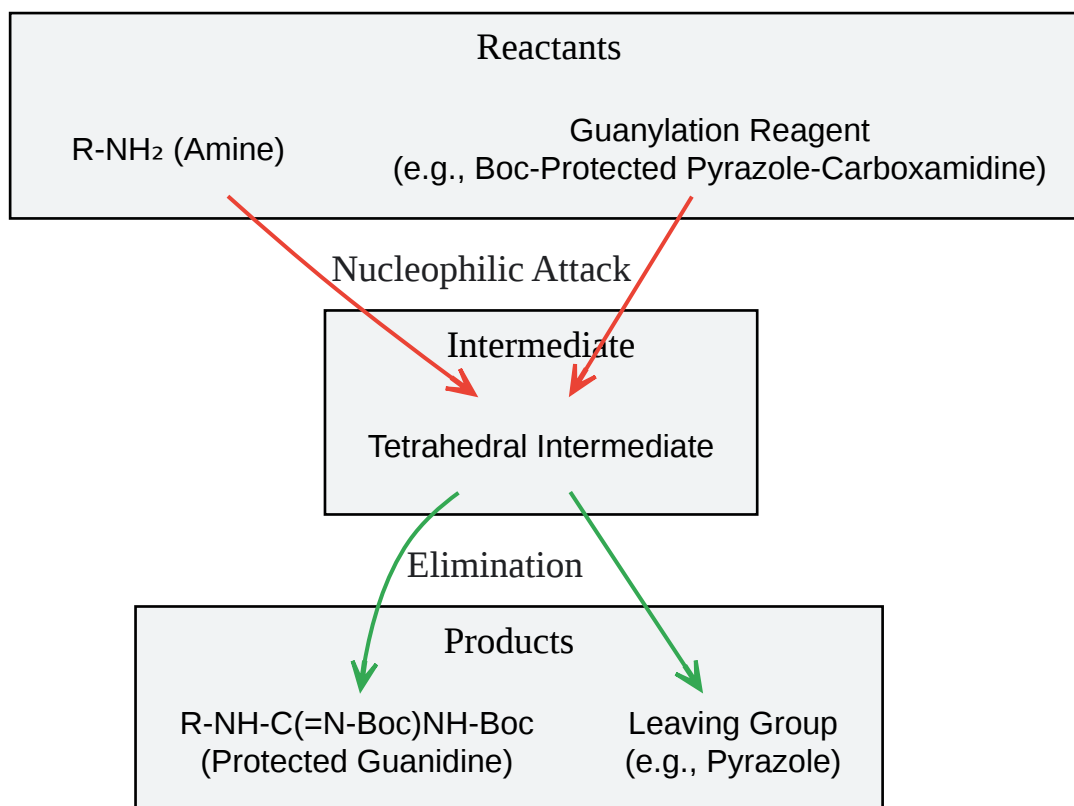 Reactants
R-NH₂ (Amine)
Guanylation Reagent
(e.g., Boc-Protected Pyrazole-Carboxamidine)
Nucleophilic Attack
Intermediate
Tetrahedral Intermediate
Elimination
Products
R-NH-C(=N-Boc)NH-Boc
(Protected Guanidine)
Leaving Group
(e.g., Pyrazole)